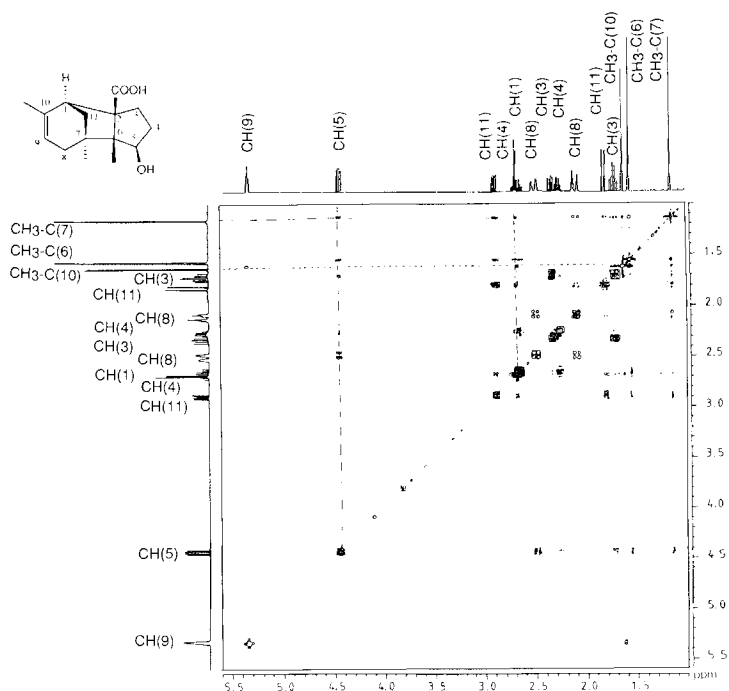 CH3-C(10)
CH3-C(6)
CH3-C(7)
CH(9)
CH(5)
CH(11)
CH(4)
CH(1)
CH(8)
CH(3)
CH(4)
CH(8)
CH(11)
CH(3)
H
COOH
10
1
11
9
8
7
6
4
OH
CH3-C(7)
CH3-C(6)
CH3-C(10)
CH(3)
CH(11)
CH(8)
CH(4)
CH(3)
CH(8)
CH(1)
CH(4)
CH(11)
CH(5)
CH(9)
1.5
2.0
2.5
3.0
3.5
4.0
4.5
5.0
5.5
ppm
5.5 5.0 4.5 4.0 3.5 3.0 2.5 2.0 1.5